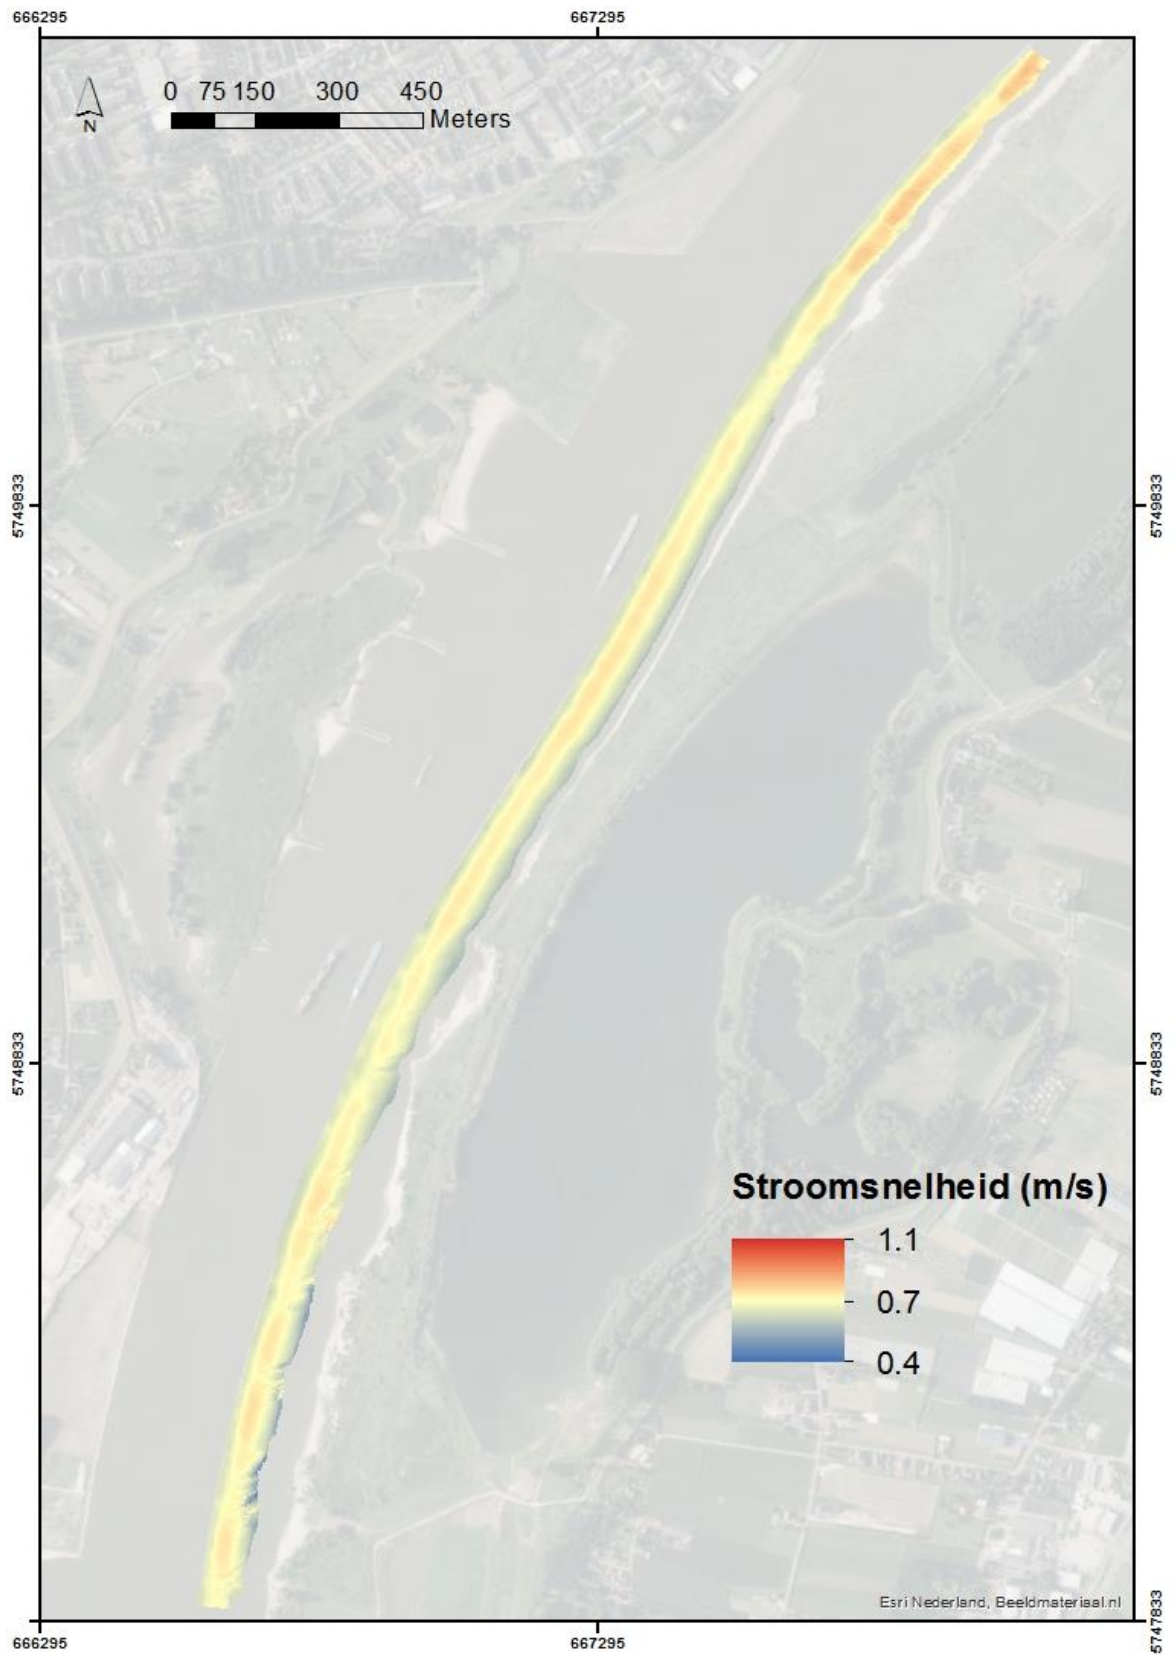 666295 667295
0 75 150 300 450
Meters
N
5749833 5749833
5748833 5748833
Stroomsnelheid (m/s)
1.1
0.7
0.4
Esri Nederland, Beeldmateriaal.nl
5747833
666295 667295